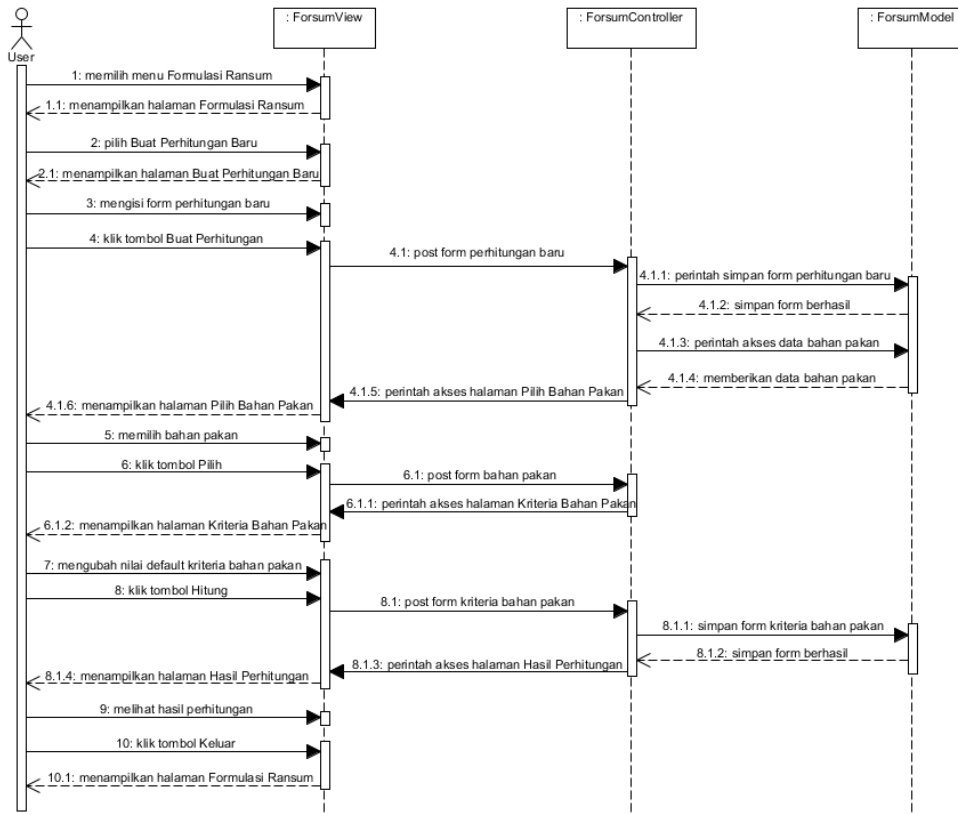 : ForsumView
: ForsumController
: ForsumModel
User
1: memilih menu Formulasi Ransum
1.1: menampilkan halaman Formulasi Ransum
2: pilih Buat Perhitungan Baru
2.1: menampilkan halaman Buat Perhitungan Baru
3: mengisi form perhitungan baru
4: klik tombol Buat Perhitungan
4.1: post form perhitungan baru
4.1.1: perintah simpan form perhitungan baru
4.1.2: simpan form berhasil
4.1.3: perintah akses data bahan pakan
4.1.4: memberikan data bahan pakan
4.1.5: perintah akses halaman Pilih Bahan Pakan
4.1.6: menampilkan halaman Pilih Bahan Pakan
5: memilih bahan pakan
6: klik tombol Pilih
6.1: post form bahan pakan
6.1.1: perintah akses halaman Kriteria Bahan Pakan
6.1.2: menampilkan halaman Kriteria Bahan Pakan
7: mengubah nilai default kriteria bahan pakan
8: klik tombol Hitung
8.1: post form kriteria bahan pakan
8.1.1: simpan form kriteria bahan pakan
8.1.2: simpan form berhasil
8.1.3: perintah akses halaman Hasil Perhitungan
8.1.4: menampilkan halaman Hasil Perhitungan
9: melihat hasil perhitungan
10: klik tombol Keluar
10.1: menampilkan halaman Formulasi Ransum